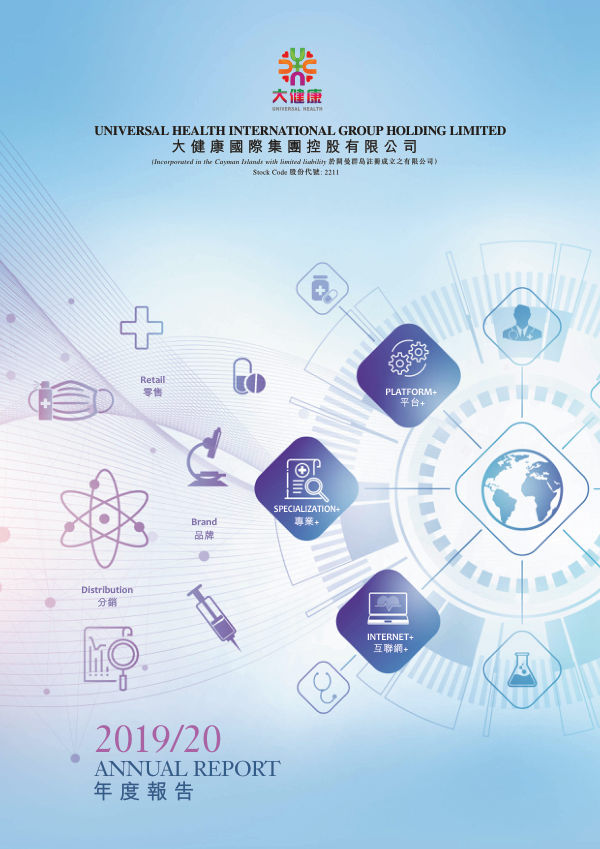 大健康
UNIVERSAL HEALTH
UNIVERSAL HEALTH INTERNATIONAL GROUP HOLDING LIMITED
大健康國際集團控股有限公司
(Incorporated in the Cayman Islands with limited liability 於開曼群島註冊成立之有限公司)
Stock Code 股份代號: 2211
Retail
零售
PLATFORM+
平台+
SPECIALIZATION+
專業+
Brand
品牌
Distribution
分銷
INTERNET+
互聯網+
2019/20
ANNUAL REPORT
年度報告